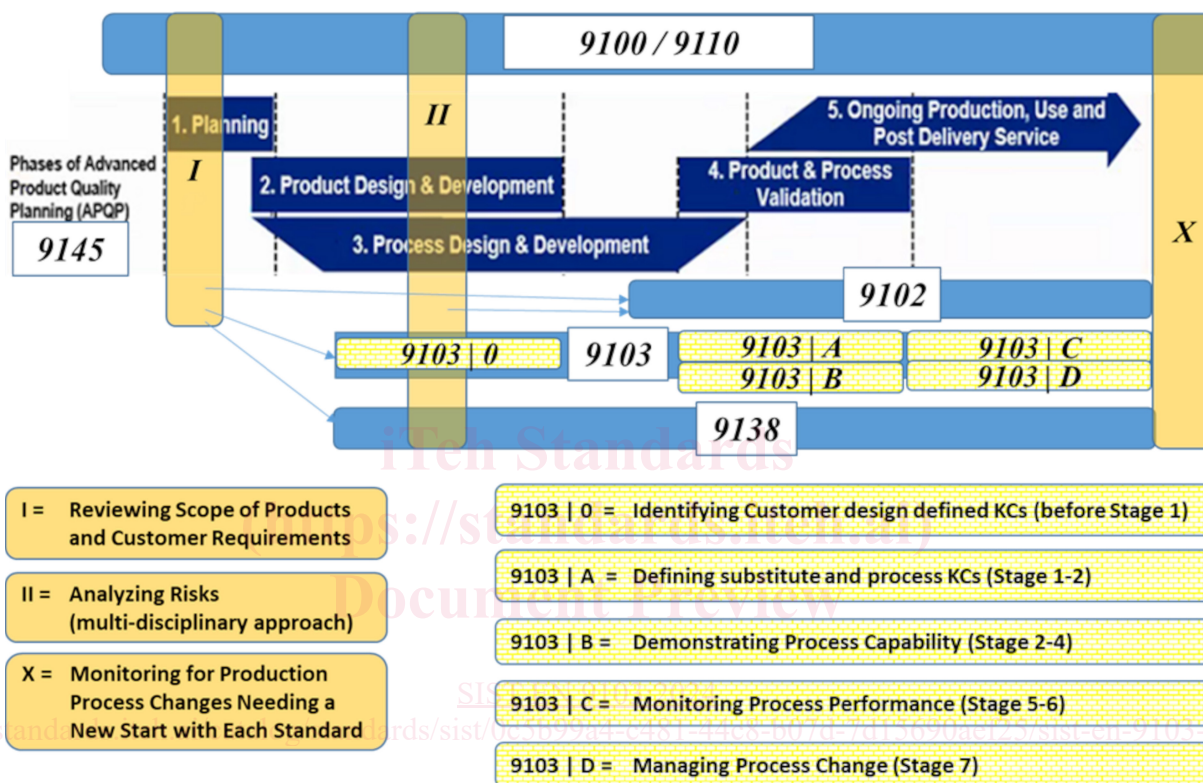 9100 / 9110
1. Planning
I
II
5. Ongoing Production, Use and
Post Delivery Service
X
Phases of Advanced
Product Quality
Planning (APQP)
9145
2. Product Design & Development
4. Product & Process
Validation
3. Process Design & Development
9102
9103 | 0
9103
9103 | A
9103 | C
9103 | B
9103 | D
9138
iTeh Standards
(https://standards.iteh.ai)
Document Preview
I = Reviewing Scope of Products
and Customer Requirements
II = Analyzing Risks
(multi-disciplinary approach)
X = Monitoring for Production
Process Changes Needing a
New Start with Each Standard
9103 | 0 = Identifying Customer design defined KCs (before Stage 1)
9103 | A = Defining substitute and process KCs (Stage 1-2)
9103 | B = Demonstrating Process Capability (Stage 2-4)
9103 | C = Monitoring Process Performance (Stage 5-6)
9103 | D = Managing Process Change (Stage 7)